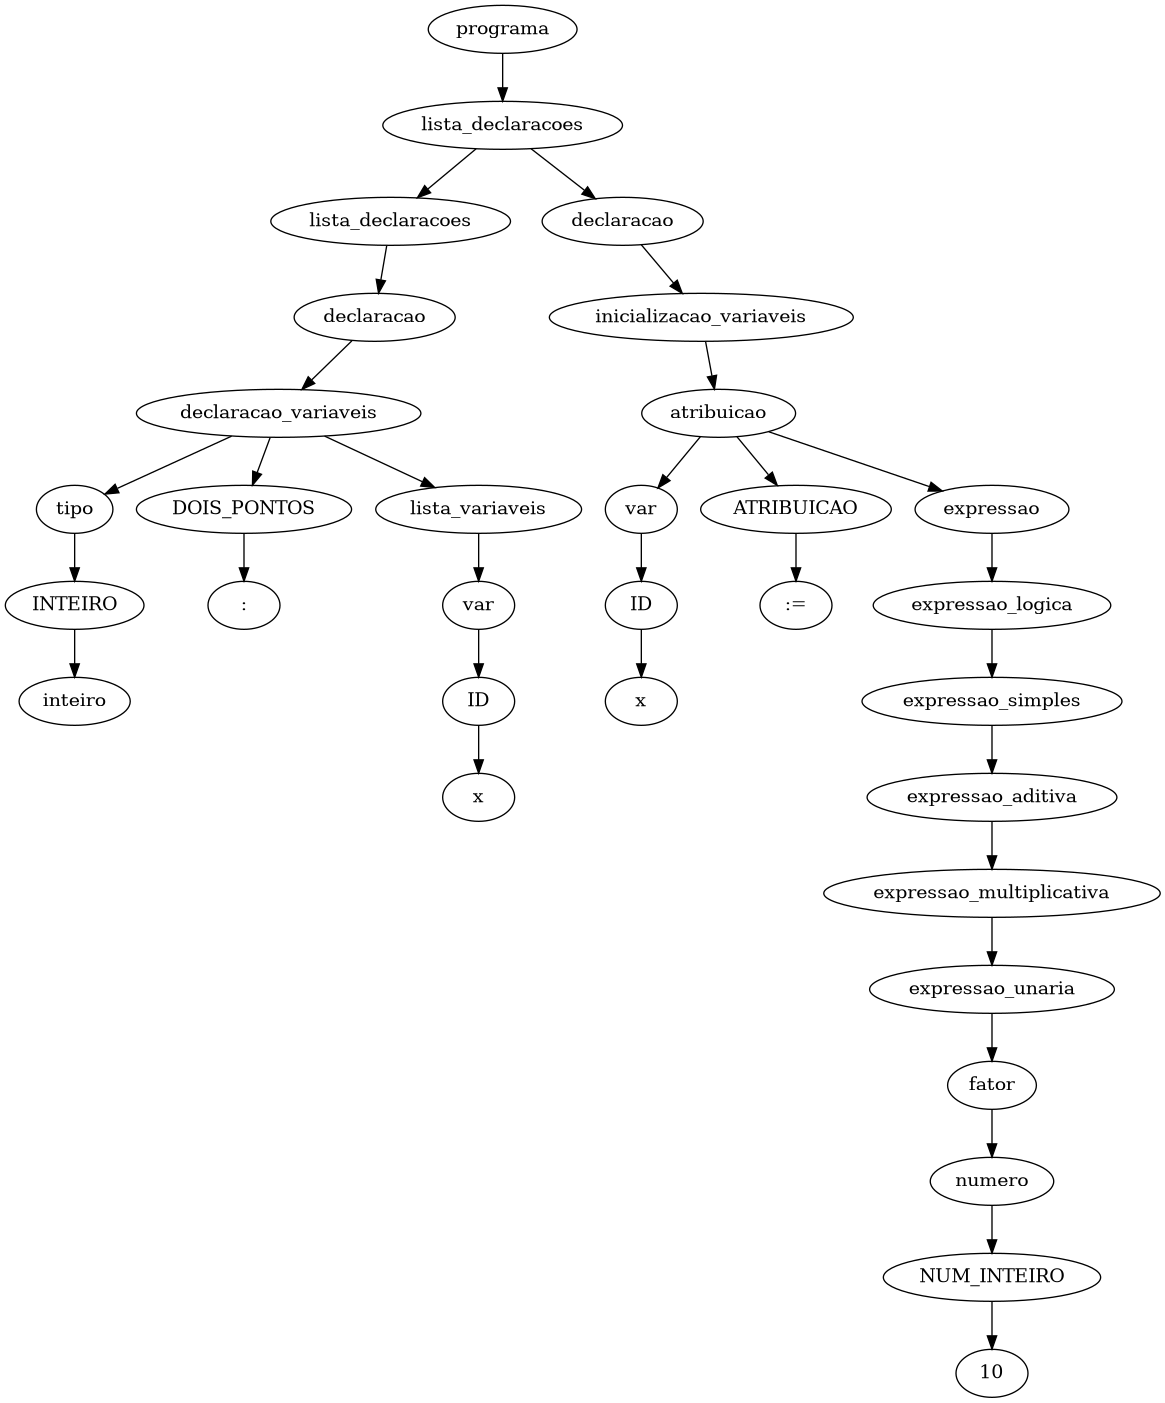 programa
lista_declaracoes
lista_declaracoes
declaracao
declaracao
inicializacao_variaveis
declaracao_variaveis
atribuicao
tipo
DOIS_PONTOS
lista_variaveis
var
ATRIBUICAO
expressao
INTEIRO
:
var
ID
:=
expressao_logica
inteiro
ID
x
expressao_simples
x
expressao_aditiva
expressao_multiplicativa
expressao_unaria
fator
numero
NUM_INTEIRO
10